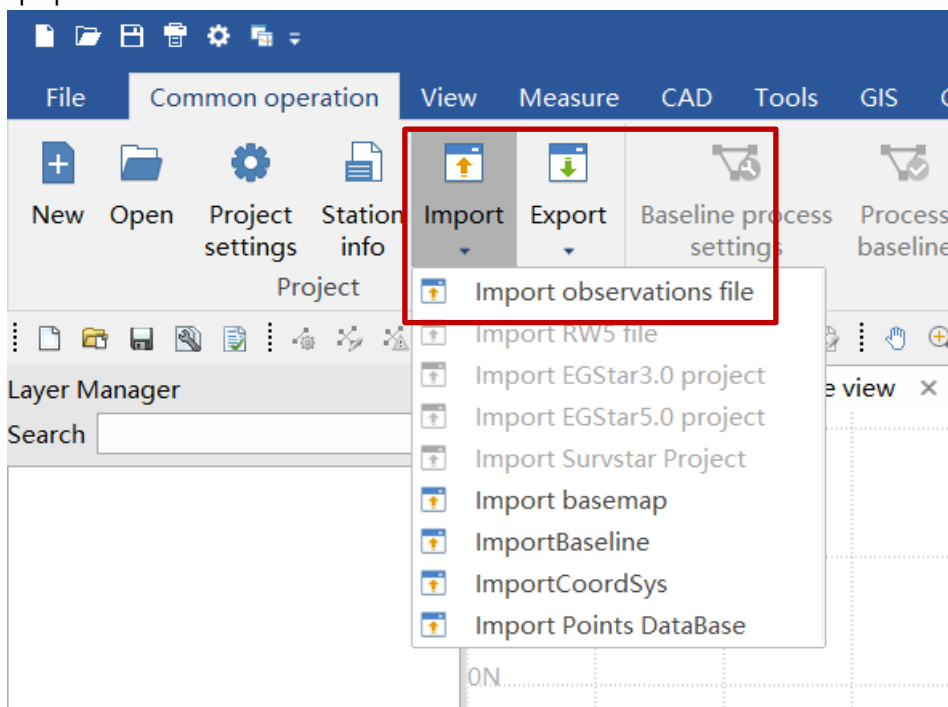 File Common operation View Measure CAD Tools GIS
New Open Project settings Station info Import Export Baseline process settings Process baseline
Project
Import observations file
Import RW5 file
Import EGStar3.0 project
Layer Manager
e view ×
Import EGStar5.0 project
Search
Import Survstar Project
Import basemap
ImportBaseline
ImportCoordSys
Import Points DataBase
0N